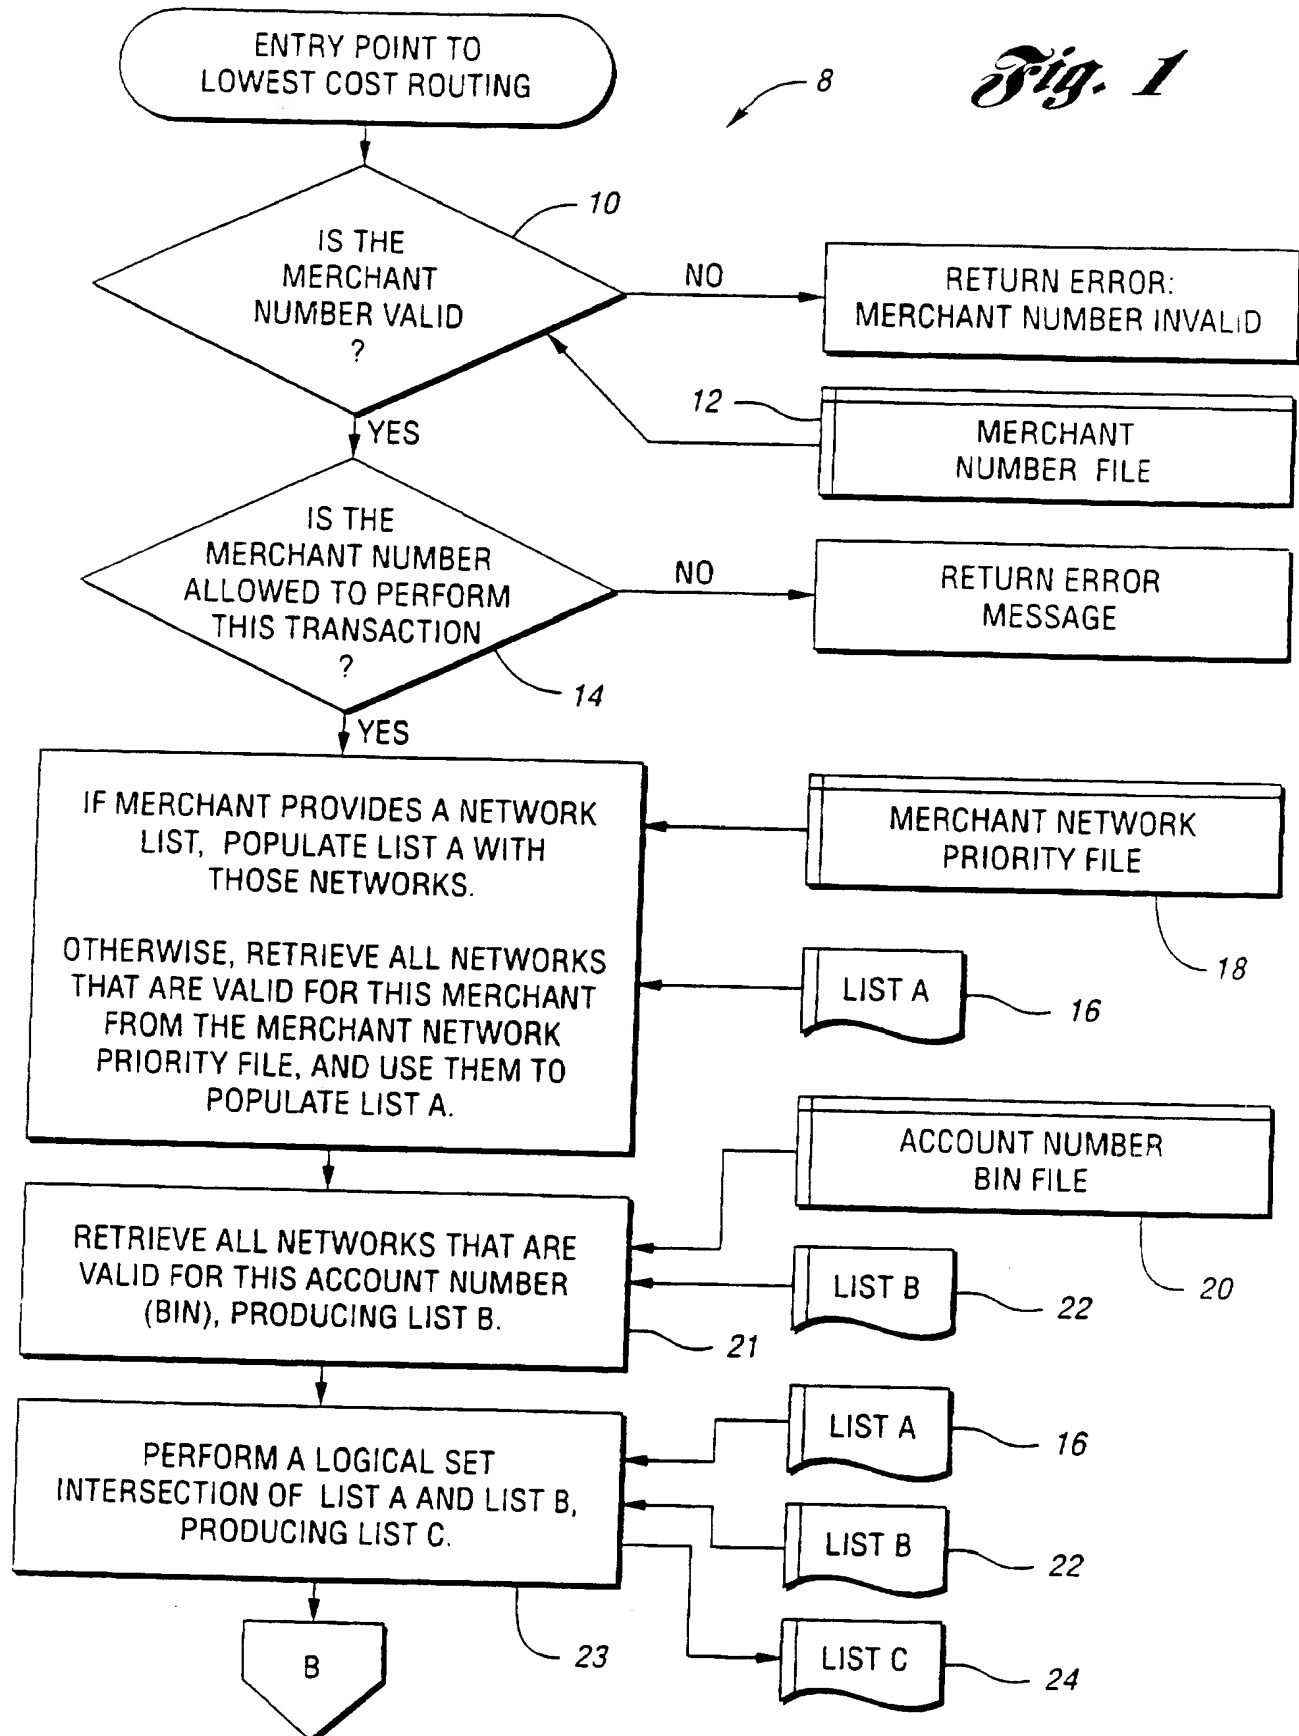 ENTRY POINT TO
LOWEST COST ROUTING
8
Fig. 1
10
IS THE
MERCHANT
NUMBER VALID
?
NO
RETURN ERROR:
MERCHANT NUMBER INVALID
12
MERCHANT
NUMBER FILE
YES
IS THE
MERCHANT NUMBER
ALLOWED TO PERFORM
THIS TRANSACTION
?
NO
RETURN ERROR
MESSAGE
14
YES
IF MERCHANT PROVIDES A NETWORK
LIST, POPULATE LIST A WITH
THOSE NETWORKS.
OTHERWISE, RETRIEVE ALL NETWORKS
THAT ARE VALID FOR THIS MERCHANT
FROM THE MERCHANT NETWORK
PRIORITY FILE, AND USE THEM TO
POPULATE LIST A.
MERCHANT NETWORK
PRIORITY FILE
18
LIST A
16
ACCOUNT NUMBER
BIN FILE
20
RETRIEVE ALL NETWORKS THAT ARE
VALID FOR THIS ACCOUNT NUMBER
(BIN), PRODUCING LIST B.
21
LIST B
22
PERFORM A LOGICAL SET
INTERSECTION OF LIST A AND LIST B,
PRODUCING LIST C.
23
LIST A
16
LIST B
22
LIST C
24
B